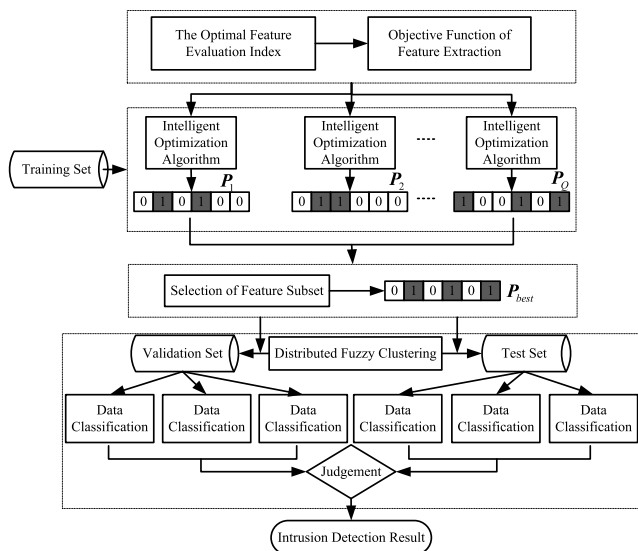 The Optimal Feature
Evaluation Index
Objective Function of
Feature Extraction
Intelligent
Optimization
Algorithm
Intelligent
Optimization
Algorithm
Intelligent
Optimization
Algorithm
Training Set
P1
P2
PQ
0 1 0 1 0 0
0 1 1 0 0 0
1 0 0 1 0 1
Selection of Feature Subset
0 1 0 1 0 1
Pbest
Validation Set
Distributed Fuzzy Clustering
Test Set
Data
Classification
Data
Classification
Data
Classification
Data
Classification
Data
Classification
Data
Classification
Judgement
Intrusion Detection Result